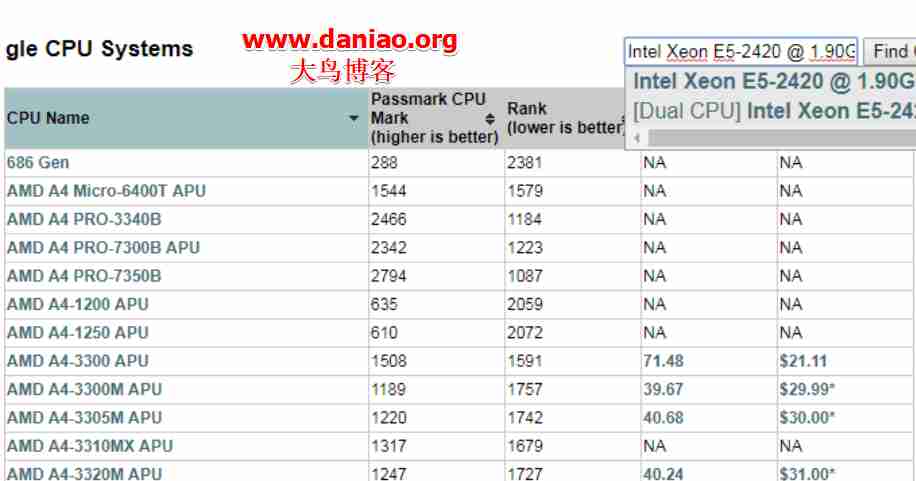 gle CPU Systems
www.daniao.org
大鸟博客
Intel Xeon E5-2420 @ 1.90G
Find
Intel Xeon E5-2420 @ 1.90G
[Dual CPU] Intel Xeon E5-242
CPU Name
Passmark CPU
Mark
(higher is better)
Rank
(lower is better)
686 Gen 288 2381 NA NA
AMD A4 Micro-6400T APU 1544 1579 NA NA
AMD A4 PRO-3340B 2466 1184 NA NA
AMD A4 PRO-7300B APU 2342 1223 NA NA
AMD A4 PRO-7350B 2794 1087 NA NA
AMD A4-1200 APU 635 2059 NA NA
AMD A4-1250 APU 610 2072 NA NA
AMD A4-3300 APU 1508 1591 71.48 $21.11
AMD A4-3300M APU 1189 1757 39.67 $29.99*
AMD A4-3305M APU 1220 1742 40.68 $30.00*
AMD A4-3310MX APU 1317 1679 NA NA
AMD A4-3320M APU 1247 1727 40.24 $31.00*